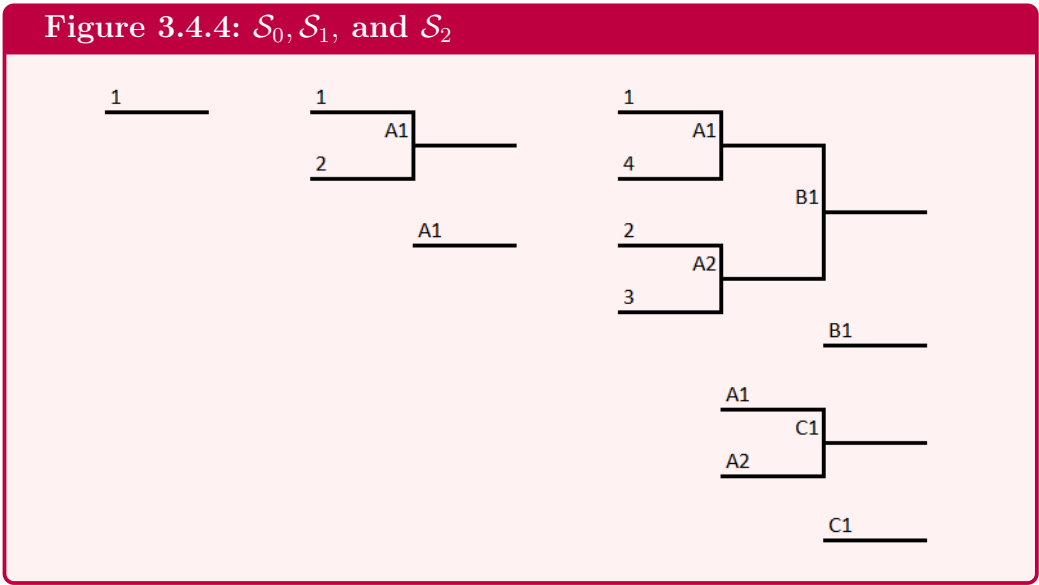 Figure 3.4.4: 𝒮₀, 𝒮₁, and 𝒮₂
1
1
A1
2
A1
1
A1
4
B1
2
A2
3
B1
A1
C1
A2
C1